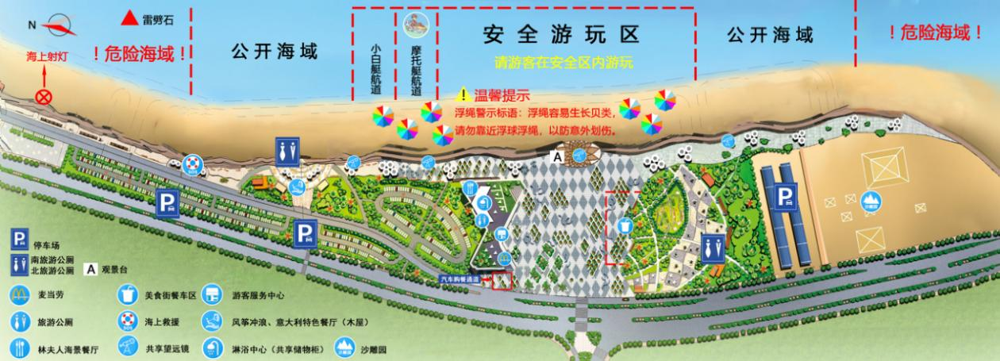 N
雷劈石
海上射灯
！危险海域！
公开海域
小白艇航道
摩托艇航道
安全游玩区
请游客在安全区内游玩
公开海域
！危险海域！
! 温馨提示
浮绳警示标语：浮绳容易生长贝类，
请勿靠近浮球浮绳，以防意外划伤。
A
SOS
P
P
P
沙雕园
汽车购餐通道
P 停车场
南旅游公厕
北旅游公厕
A 观景台
麦当劳
美食街餐车区
游客服务中心
旅游公厕
SOS 海上救援
风筝冲浪、意大利特色餐厅（木屋）
林夫人海景餐厅
共享望远镜
淋浴中心（共享储物柜）
沙雕园 沙雕园